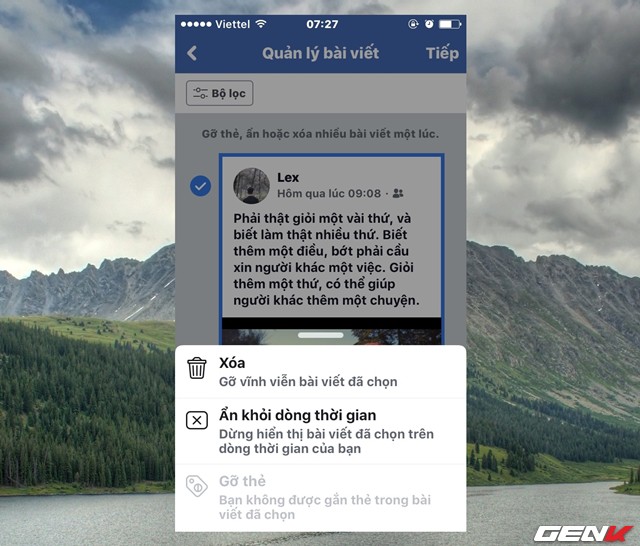 Viettel 07:27
Quản lý bài viết Tiếp
Bộ lọc
Gỡ thẻ, ẩn hoặc xóa nhiều bài viết một lúc.
Lex
Hôm qua lúc 09:08 ·
Phải thật giỏi một vài thứ, và
biết làm thật nhiều thứ. Biết
thêm một điều, bớt phải cầu
xin người khác một việc. Giỏi
thêm một thứ, có thể giúp
người khác thêm một chuyện.
Xóa
Gỡ vĩnh viễn bài viết đã chọn
Ẩn khỏi dòng thời gian
Dừng hiển thị bài viết đã chọn trên
dòng thời gian của bạn
Gỡ thẻ
Bạn không được gắn thẻ trong bài
viết đã chọn
GENK